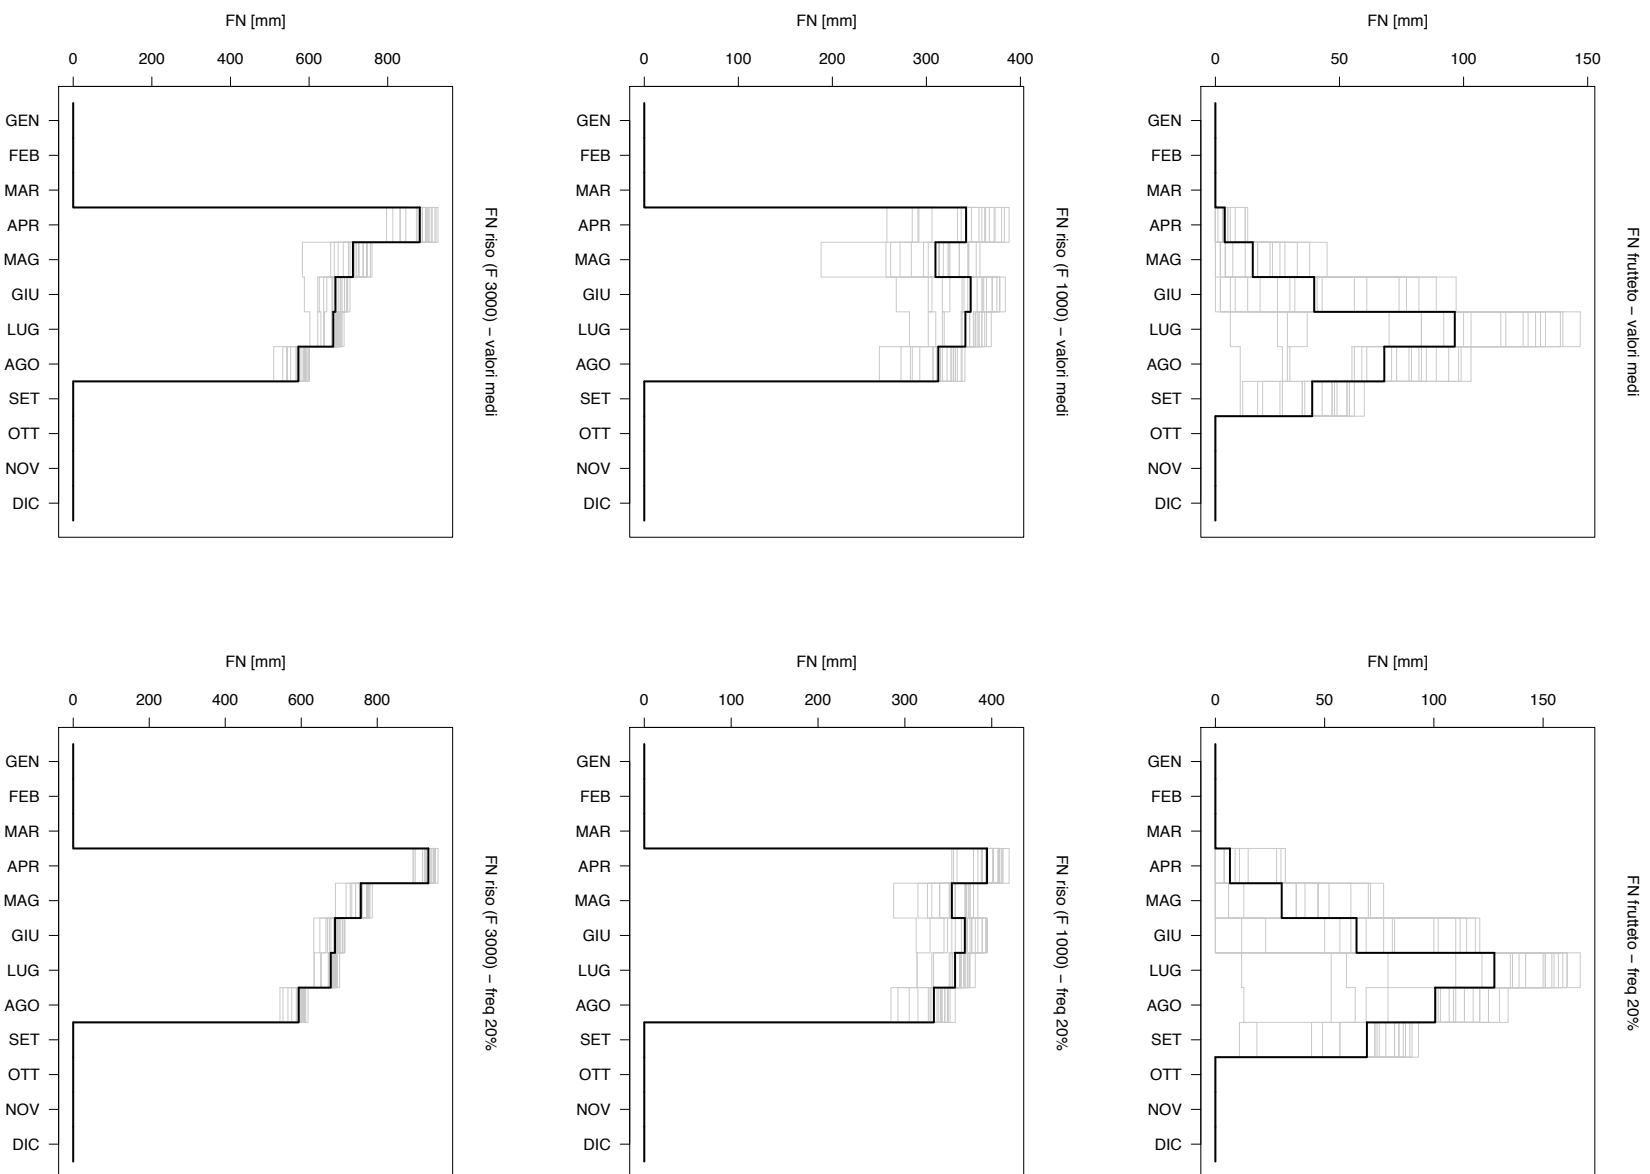 FN [mm]
0 200 400 600 800
GEN
FEB
MAR
APR
MAG
GIU
LUG
AGO
SET
OTT
NOV
DIC
FN riso (F 3000) – valori medi
FN [mm]
0 100 200 300 400
GEN
FEB
MAR
APR
MAG
GIU
LUG
AGO
SET
OTT
NOV
DIC
FN riso (F 1000) – valori medi
FN [mm]
0 50 100 150
GEN
FEB
MAR
APR
MAG
GIU
LUG
AGO
SET
OTT
NOV
DIC
FN frutteto – valori medi
FN [mm]
0 200 400 600 800
GEN
FEB
MAR
APR
MAG
GIU
LUG
AGO
SET
OTT
NOV
DIC
FN riso (F 3000) – freq 20%
FN [mm]
0 100 200 300 400
GEN
FEB
MAR
APR
MAG
GIU
LUG
AGO
SET
OTT
NOV
DIC
FN riso (F 1000) – freq 20%
FN [mm]
0 50 100 150
GEN
FEB
MAR
APR
MAG
GIU
LUG
AGO
SET
OTT
NOV
DIC
FN frutteto – freq 20%